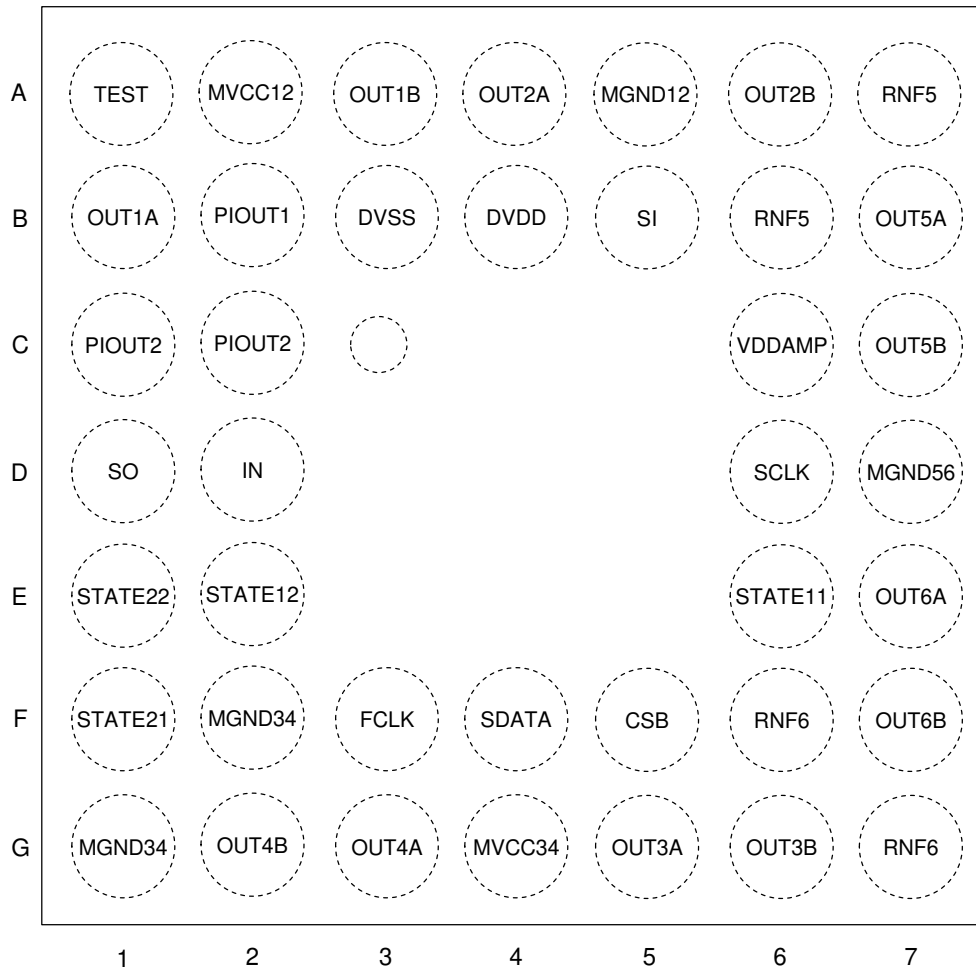 A TEST MVCC12 OUT1B OUT2A MGND12 OUT2B RNF5
B OUT1A PIOUT1 DVSS DVDD SI RNF5 OUT5A
C PIOUT2 PIOUT2 VDDAMP OUT5B
D SO IN SCLK MGND56
E STATE22 STATE12 STATE11 OUT6A
F STATE21 MGND34 FCLK SDATA CSB RNF6 OUT6B
G MGND34 OUT4B OUT4A MVCC34 OUT3A OUT3B RNF6
1 2 3 4 5 6 7